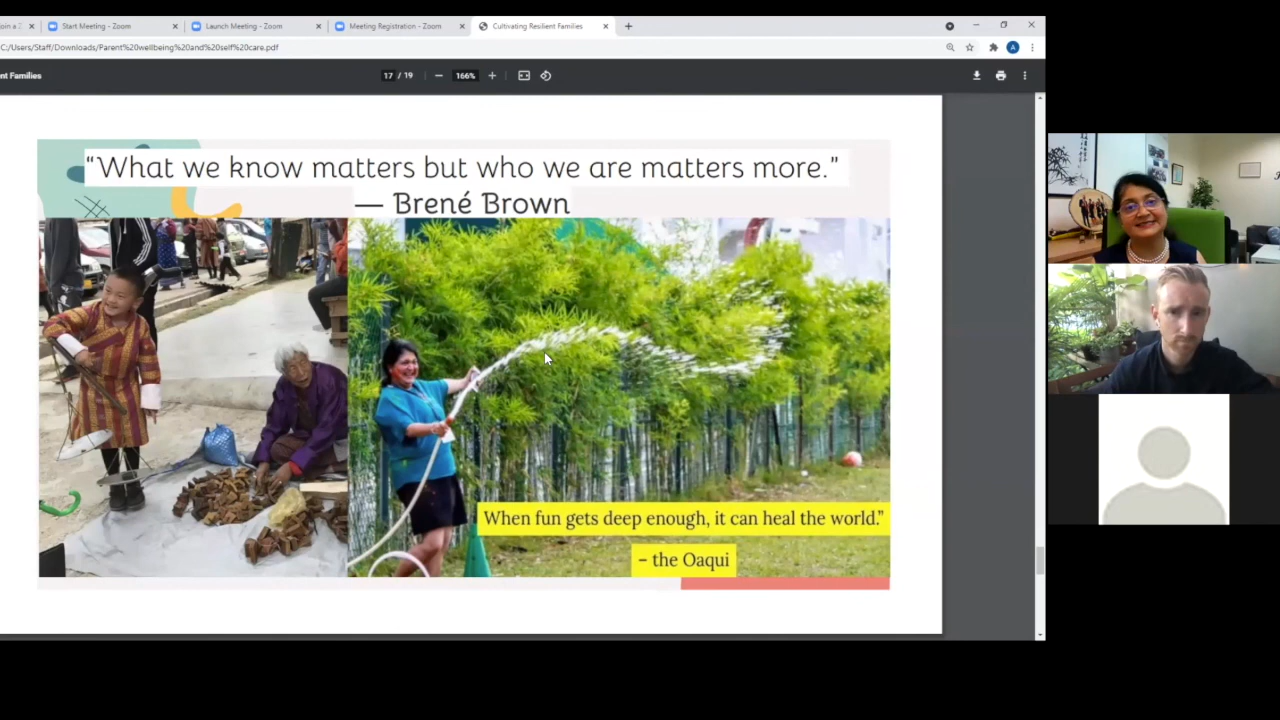 Start Meeting - Zoom
Launch Meeting - Zoom
Meeting Registration - Zoom
Cultivating Resilient Families
C:/Users/Staff/Downloads/Parent%20wellbeing%20and%20self%20care.pdf
A
nt Families
17 / 19
166%
“What we know matters but who we are matters more.”
— Brené Brown
When fun gets deep enough, it can heal the world.”
– the Oaqui